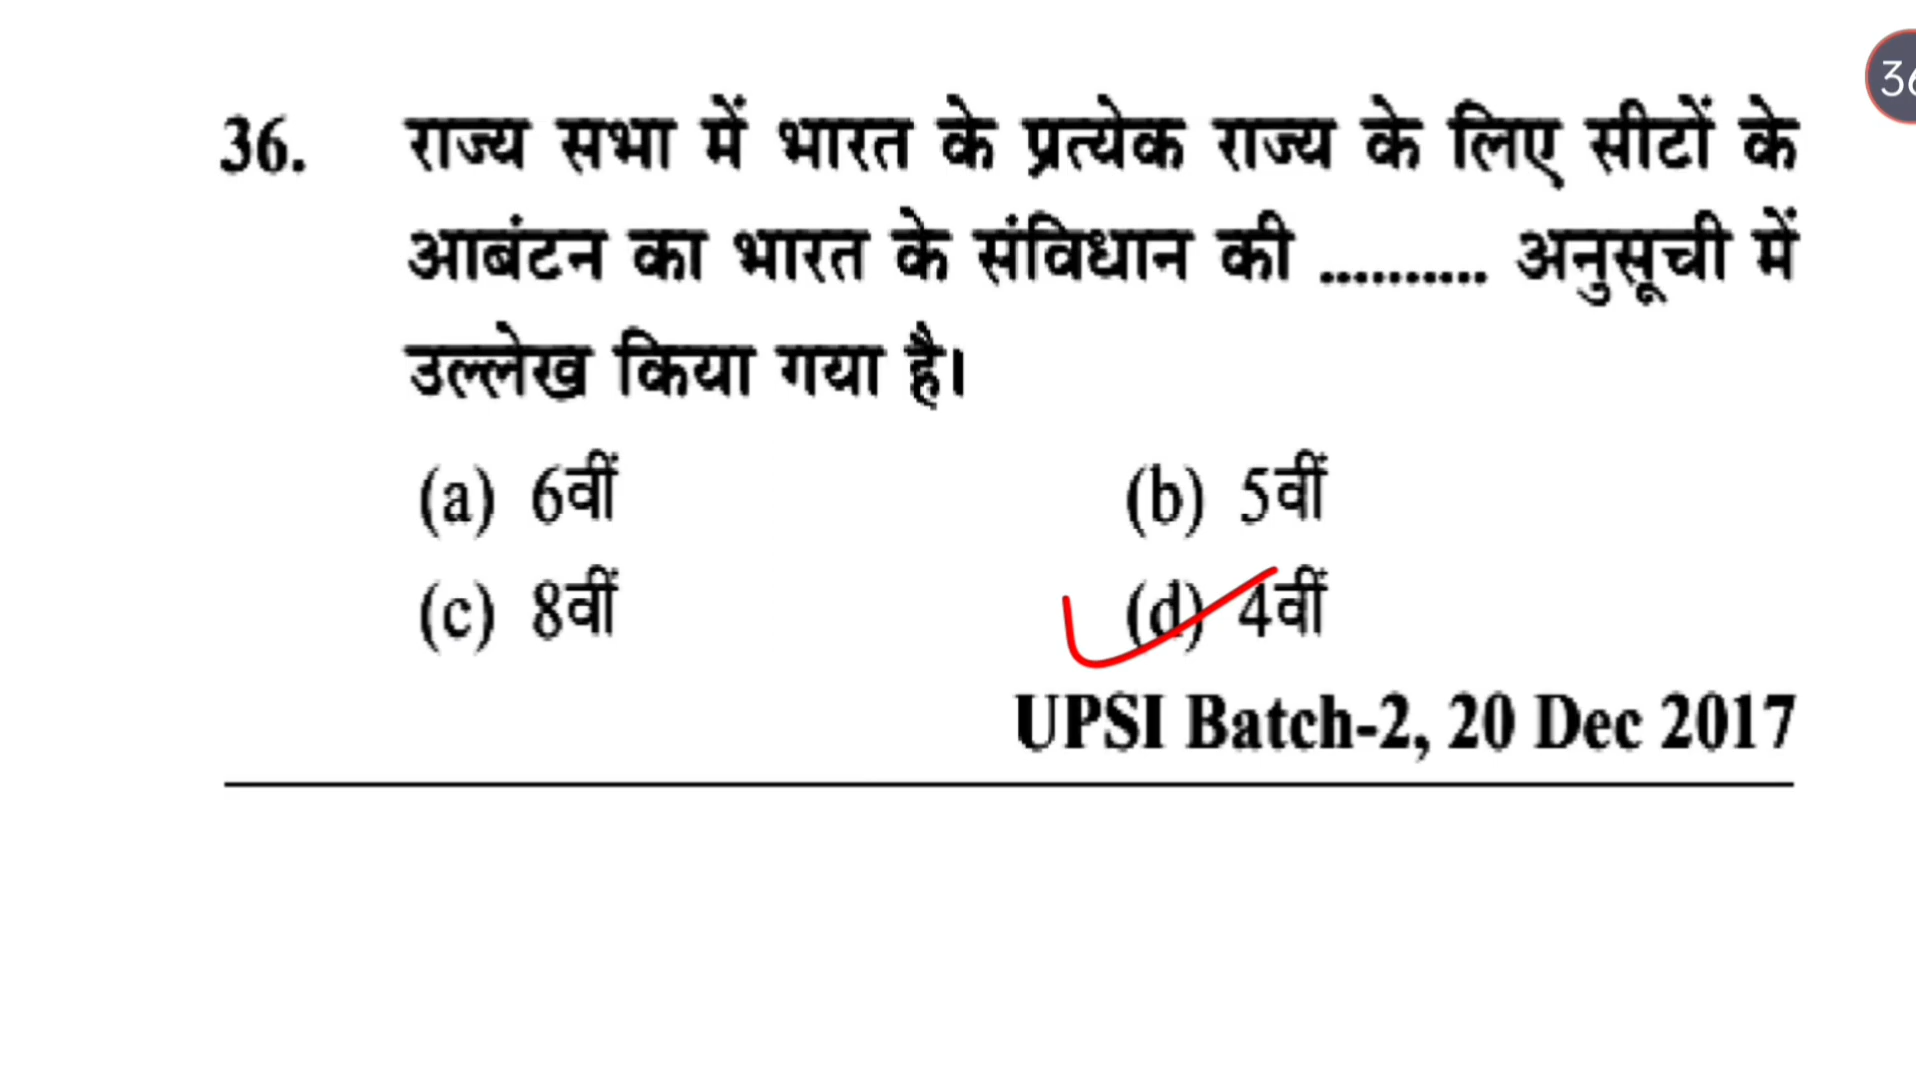 36
36. राज्य सभा में भारत के प्रत्येक राज्य के लिए सीटों के
आबंटन का भारत के संविधान की .......... अनुसूची में
उल्लेख किया गया है।
(a) 6वीं (b) 5वीं
(c) 8वीं (d) 4वीं
UPSI Batch-2, 20 Dec 2017